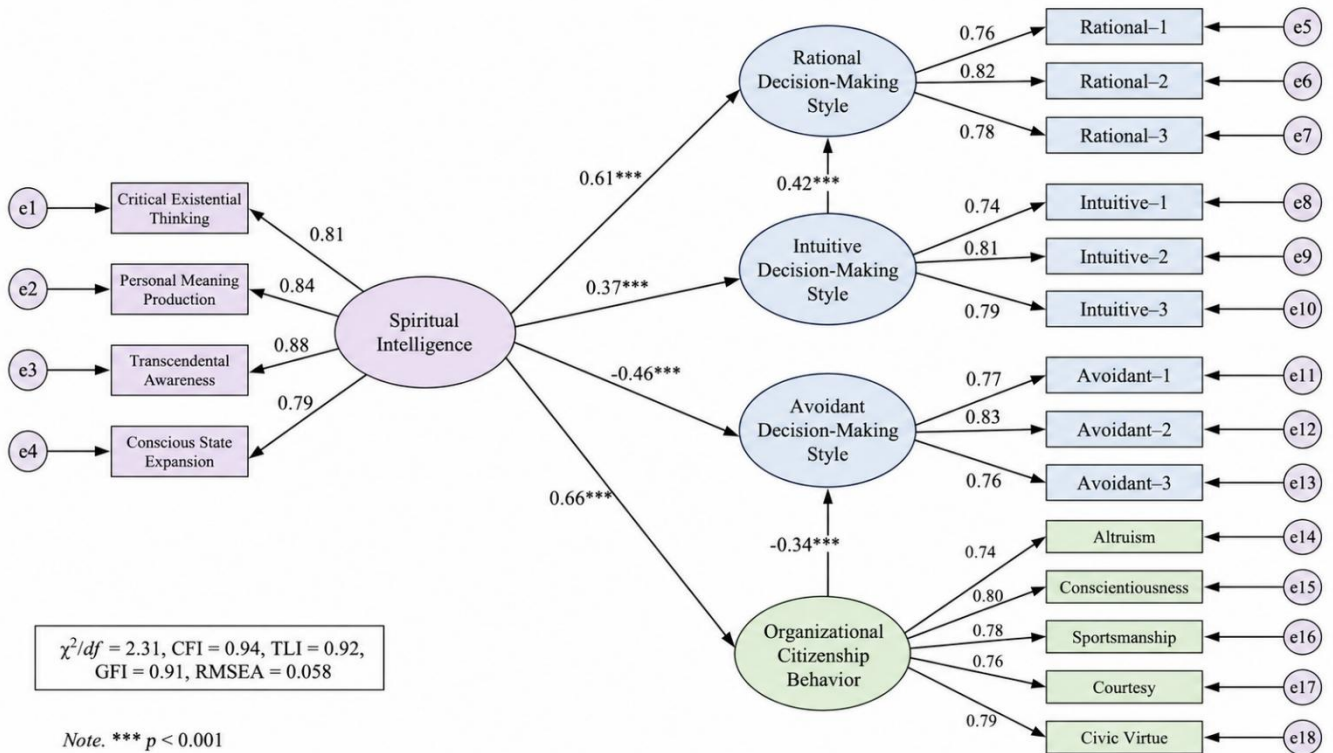 e1
Critical Existential
Thinking
e2
Personal Meaning
Production
e3
Transcendental
Awareness
e4
Conscious State
Expansion
0.81
0.84
0.88
0.79
Spiritual
Intelligence
0.61***
0.37***
-0.46***
0.66***
Rational
Decision-Making
Style
0.42***
Intuitive
Decision-Making
Style
Avoidant
Decision-Making
Style
-0.34***
Organizational
Citizenship
Behavior
0.76
Rational–1
e5
0.82
Rational–2
e6
0.78
Rational–3
e7
0.74
Intuitive–1
e8
0.81
Intuitive–2
e9
0.79
Intuitive–3
e10
0.77
Avoidant–1
e11
0.83
Avoidant–2
e12
0.76
Avoidant–3
e13
0.74
Altruism
e14
0.80
Conscientiousness
e15
0.78
Sportsmanship
e16
0.76
Courtesy
e17
0.79
Civic Virtue
e18
χ²/df = 2.31, CFI = 0.94, TLI = 0.92,
GFI = 0.91, RMSEA = 0.058
Note. *** p < 0.001